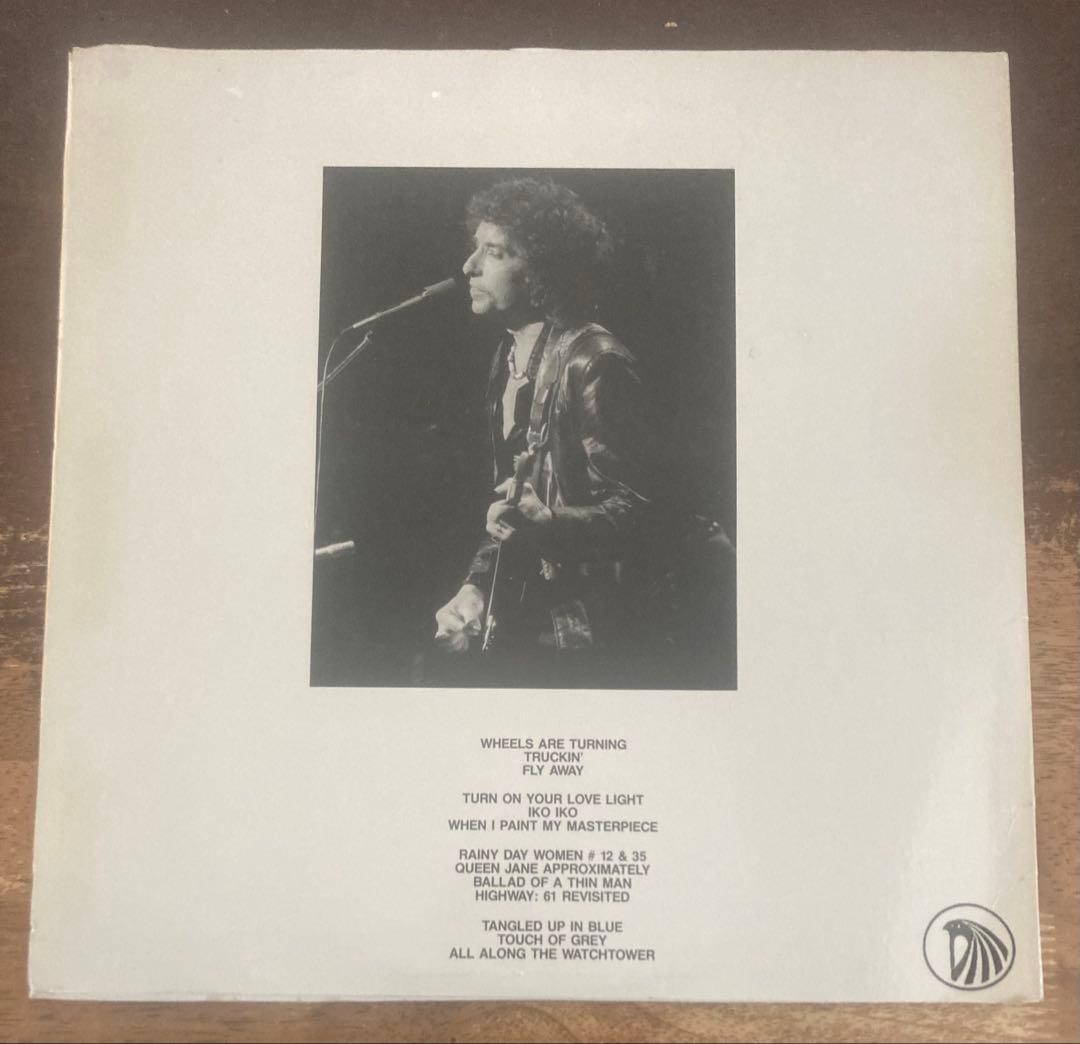 WHEELS ARE TURNING
TRUCKIN'
FLY AWAY
TURN ON YOUR LOVE LIGHT
IKO IKO
WHEN I PAINT MY MASTERPIECE
RAINY DAY WOMEN # 12 & 35
QUEEN JANE APPROXIMATELY
BALLAD OF A THIN MAN
HIGHWAY: 61 REVISITED
TANGLED UP IN BLUE
TOUCH OF GREY
ALL ALONG THE WATCHTOWER